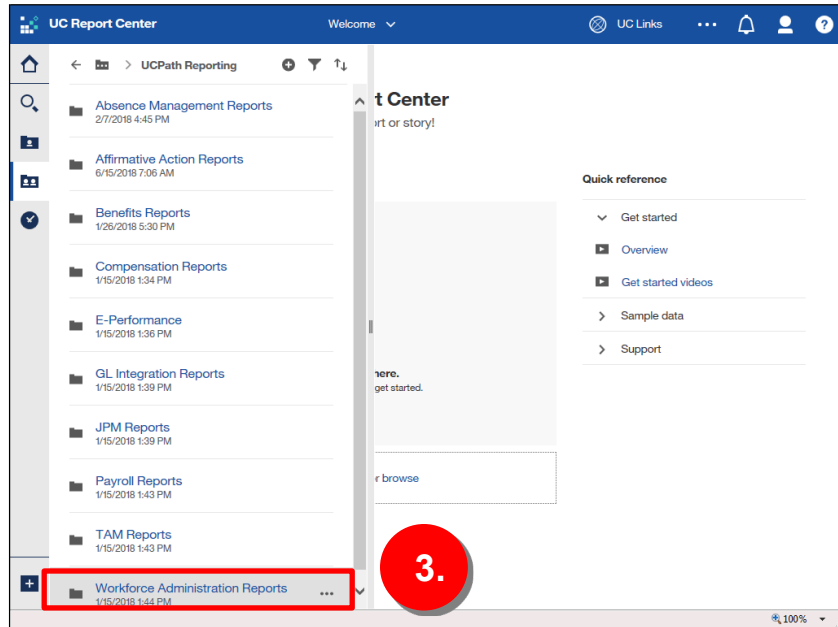 UC Report Center
Welcome
UC Links
?
UCPath Reporting
Absence Management Reports
2/7/2018 4:45 PM
Affirmative Action Reports
6/15/2018 7:06 AM
Benefits Reports
1/26/2018 5:30 PM
Compensation Reports
1/15/2018 1:34 PM
E-Performance
1/15/2018 1:36 PM
GL Integration Reports
1/15/2018 1:39 PM
JPM Reports
1/15/2018 1:39 PM
Payroll Reports
1/15/2018 1:43 PM
TAM Reports
1/15/2018 1:43 PM
Workforce Administration Reports
1/15/2018 1:44 PM
t Center
ort or story!
here.
get started.
r browse
3.
Quick reference
Get started
Overview
Get started videos
Sample data
Support
100%